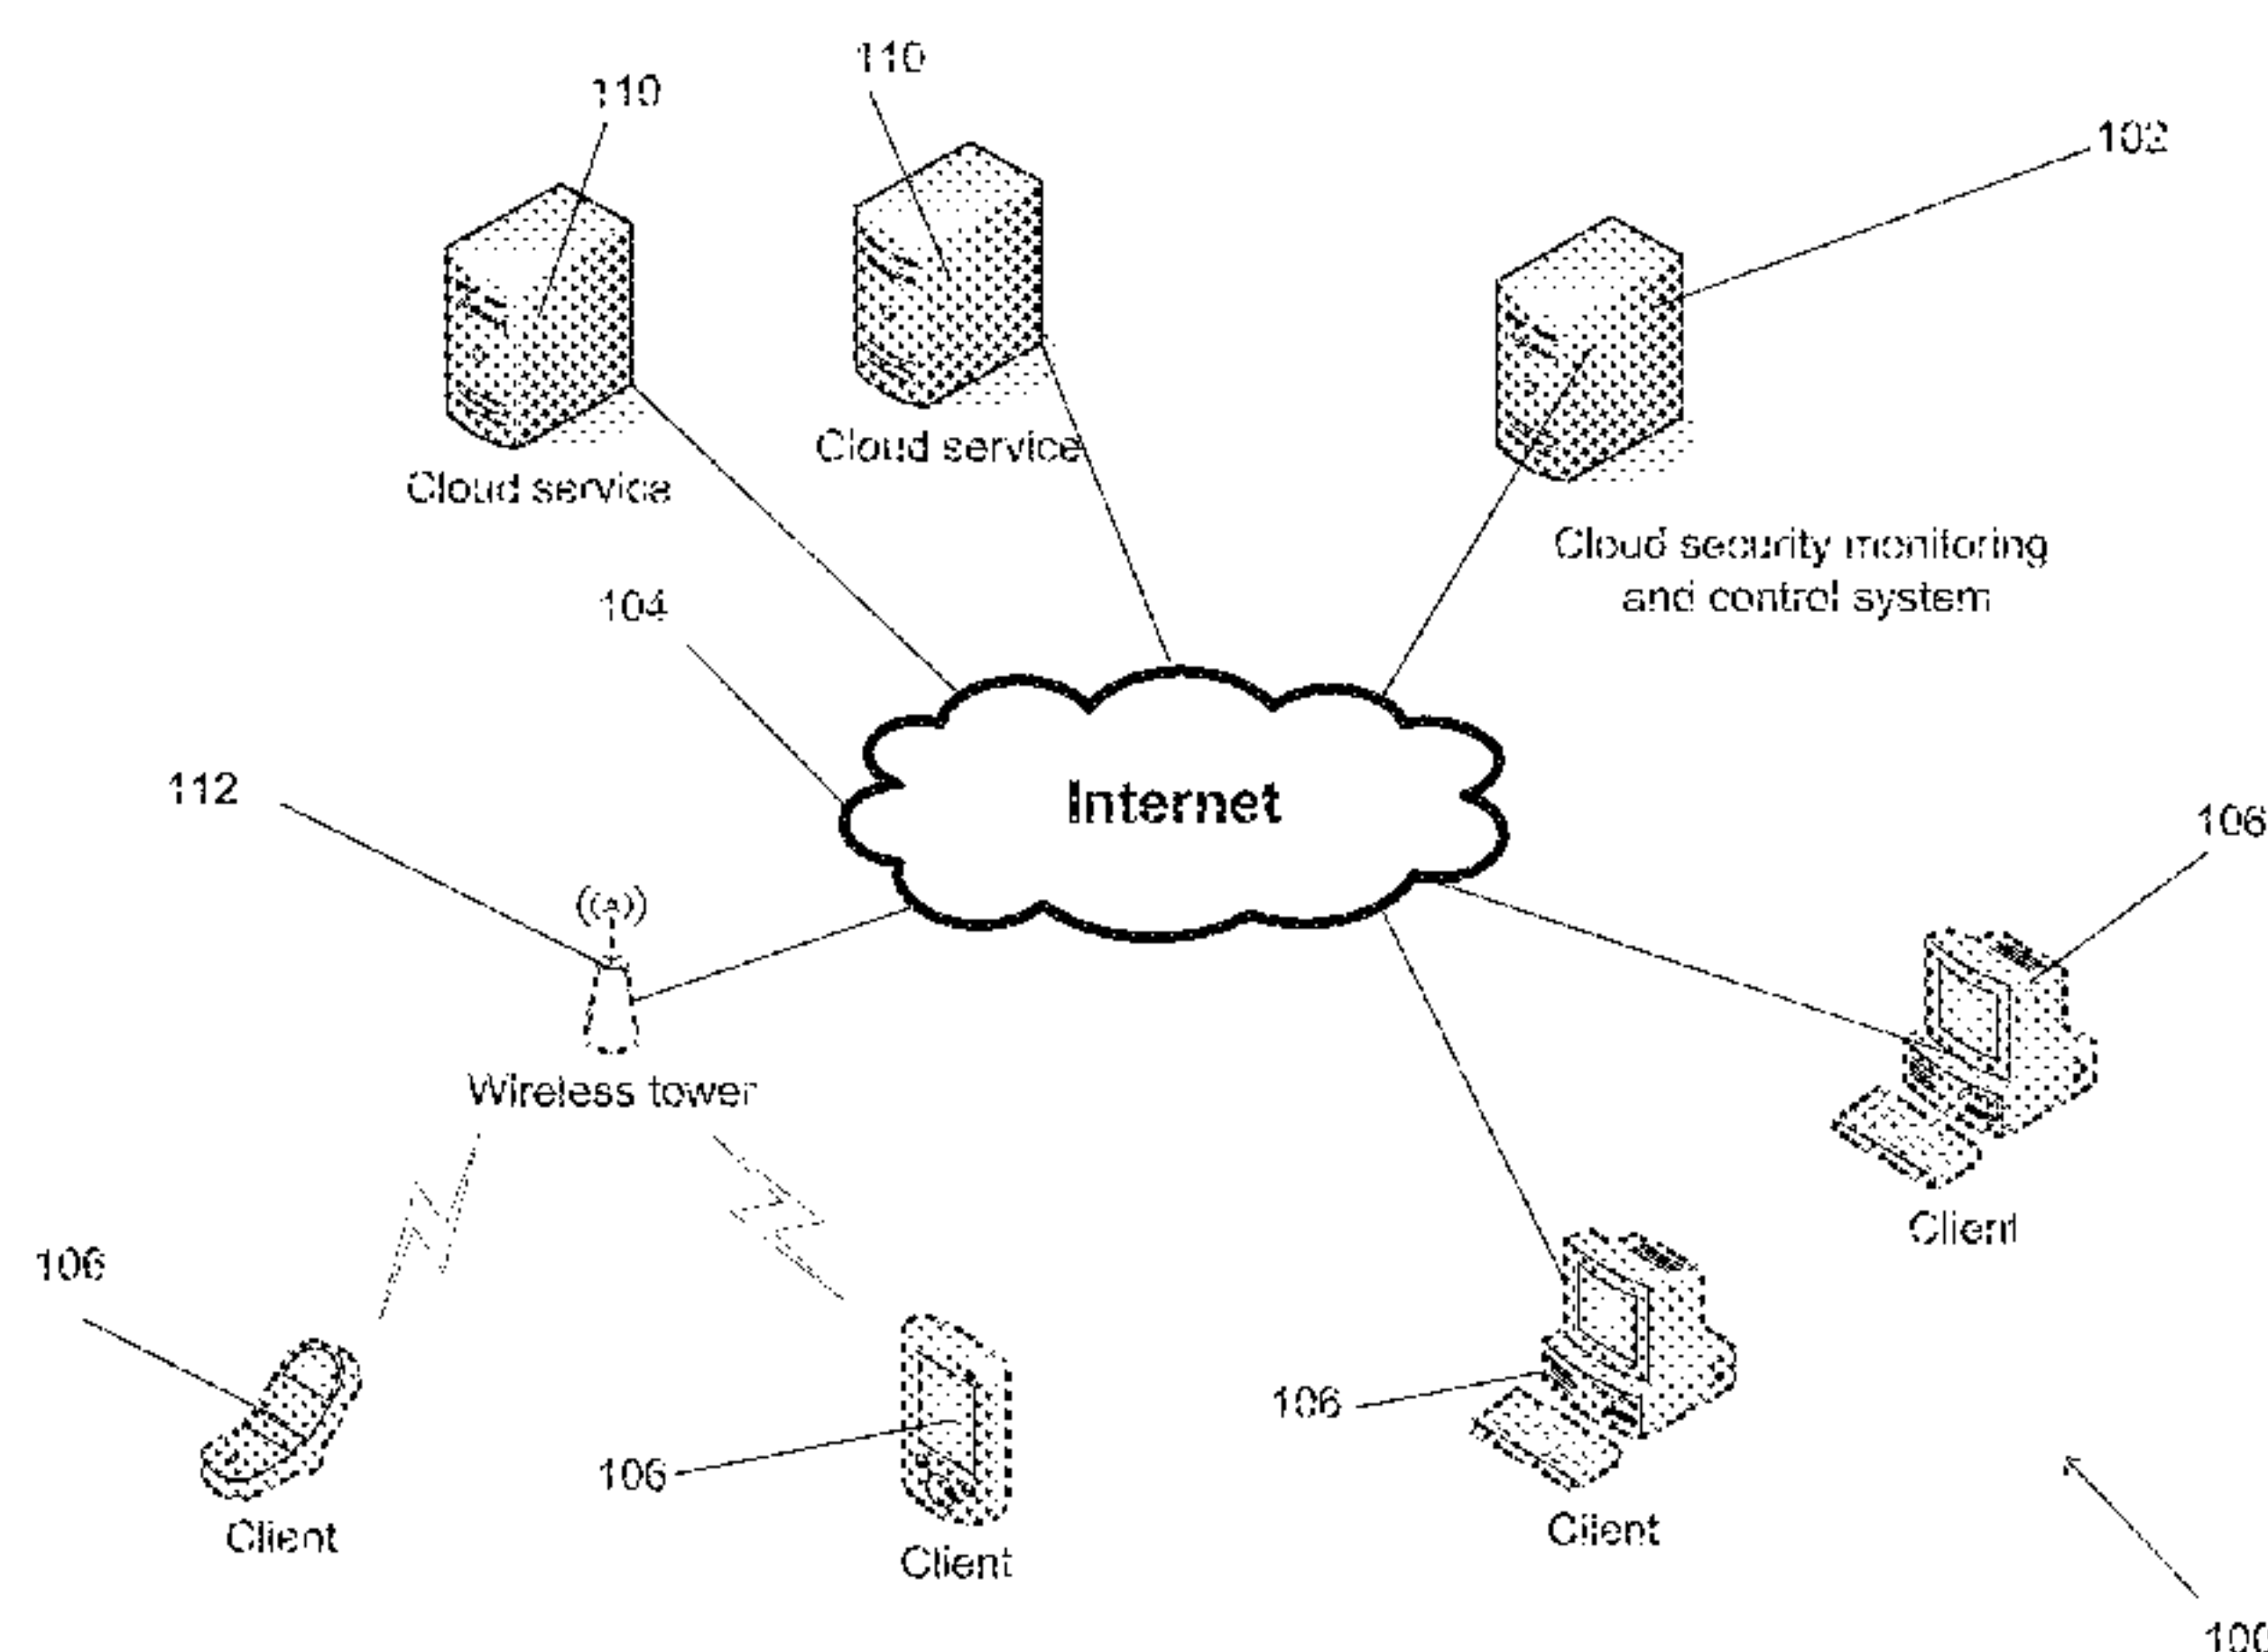 110
110
102
Cloud service
Cloud service
Cloud security monitoring
and control system
104
Internet
112
106
Wireless tower
Client
106
106
106
Client
Client
Client
100